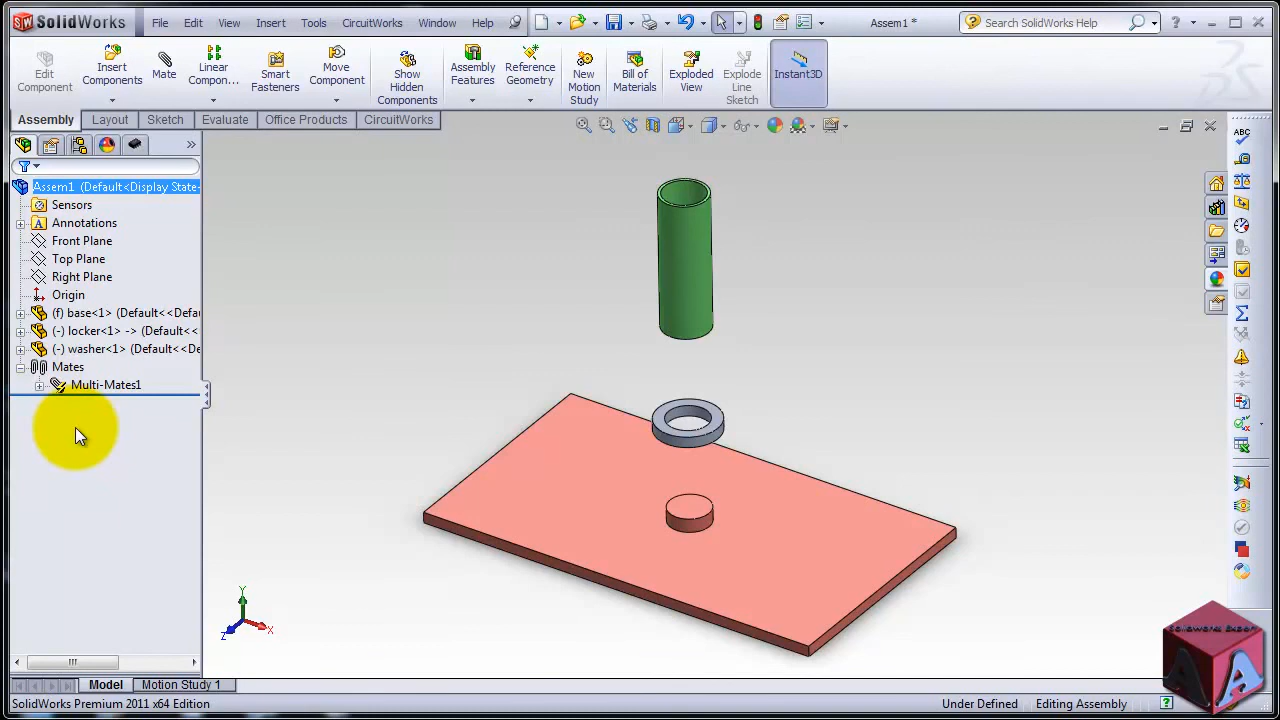 SolidWorks File Edit View Insert Tools CircuitWorks Window Help Assem1 * Search SolidWorks Help
Edit Component
Insert Components
Mate
Linear Compon...
Smart Fasteners
Move Component
Show Hidden Components
Assembly Features
Reference Geometry
New Motion Study
Bill of Materials
Exploded View
Explode Line Sketch
Instant3D
Assembly Layout Sketch Evaluate Office Products CircuitWorks
Assem1 (Default<Display State-
Sensors
Annotations
Front Plane
Top Plane
Right Plane
Origin
(f) base<1> (Default<<Defau
(-) locker<1> -> (Default<<
(-) washer<1> (Default<<De
Mates
Multi-Mates1
Y
Z X
ABC
Solidworks Expert
A A
Model Motion Study 1
SolidWorks Premium 2011 x64 Edition Under Defined Editing Assembly